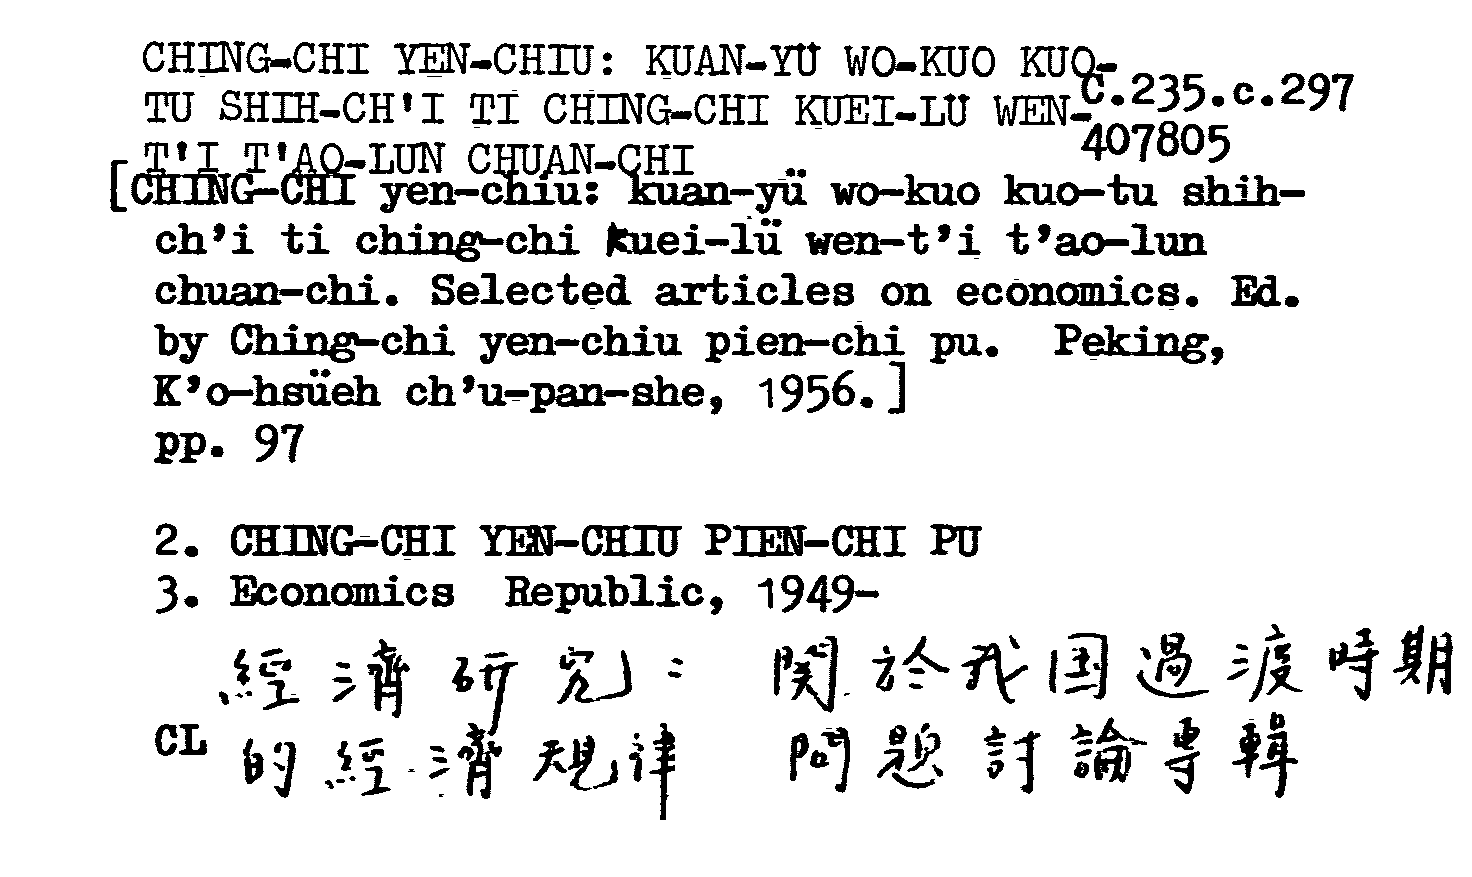 CHING-CHI YEN-CHIU: KUAN-YÜ WO-KUO KUO-
C.235.c.297
TU SHIH-CH'I TI CHING-CHI KUEI-LÜ WEN-
407805
T'I T'AO-LUN CHUAN-CHI
[CHING-CHI yen-chiu: kuan-yü wo-kuo kuo-tu shih-
ch'i ti ching-chi kuei-lü wen-t'i t'ao-lun
chuan-chi. Selected articles on economics. Ed.
by Ching-chi yen-chiu pien-chi pu. Peking,
K'o-hsüeh ch'u-pan-she, 1956.]
pp. 97
2. CHING-CHI YEN-CHIU PIEN-CHI PU
3. Economics Republic, 1949-
經濟研究: 関於我国過渡時期
CL 的經濟規律 問題討論專輯